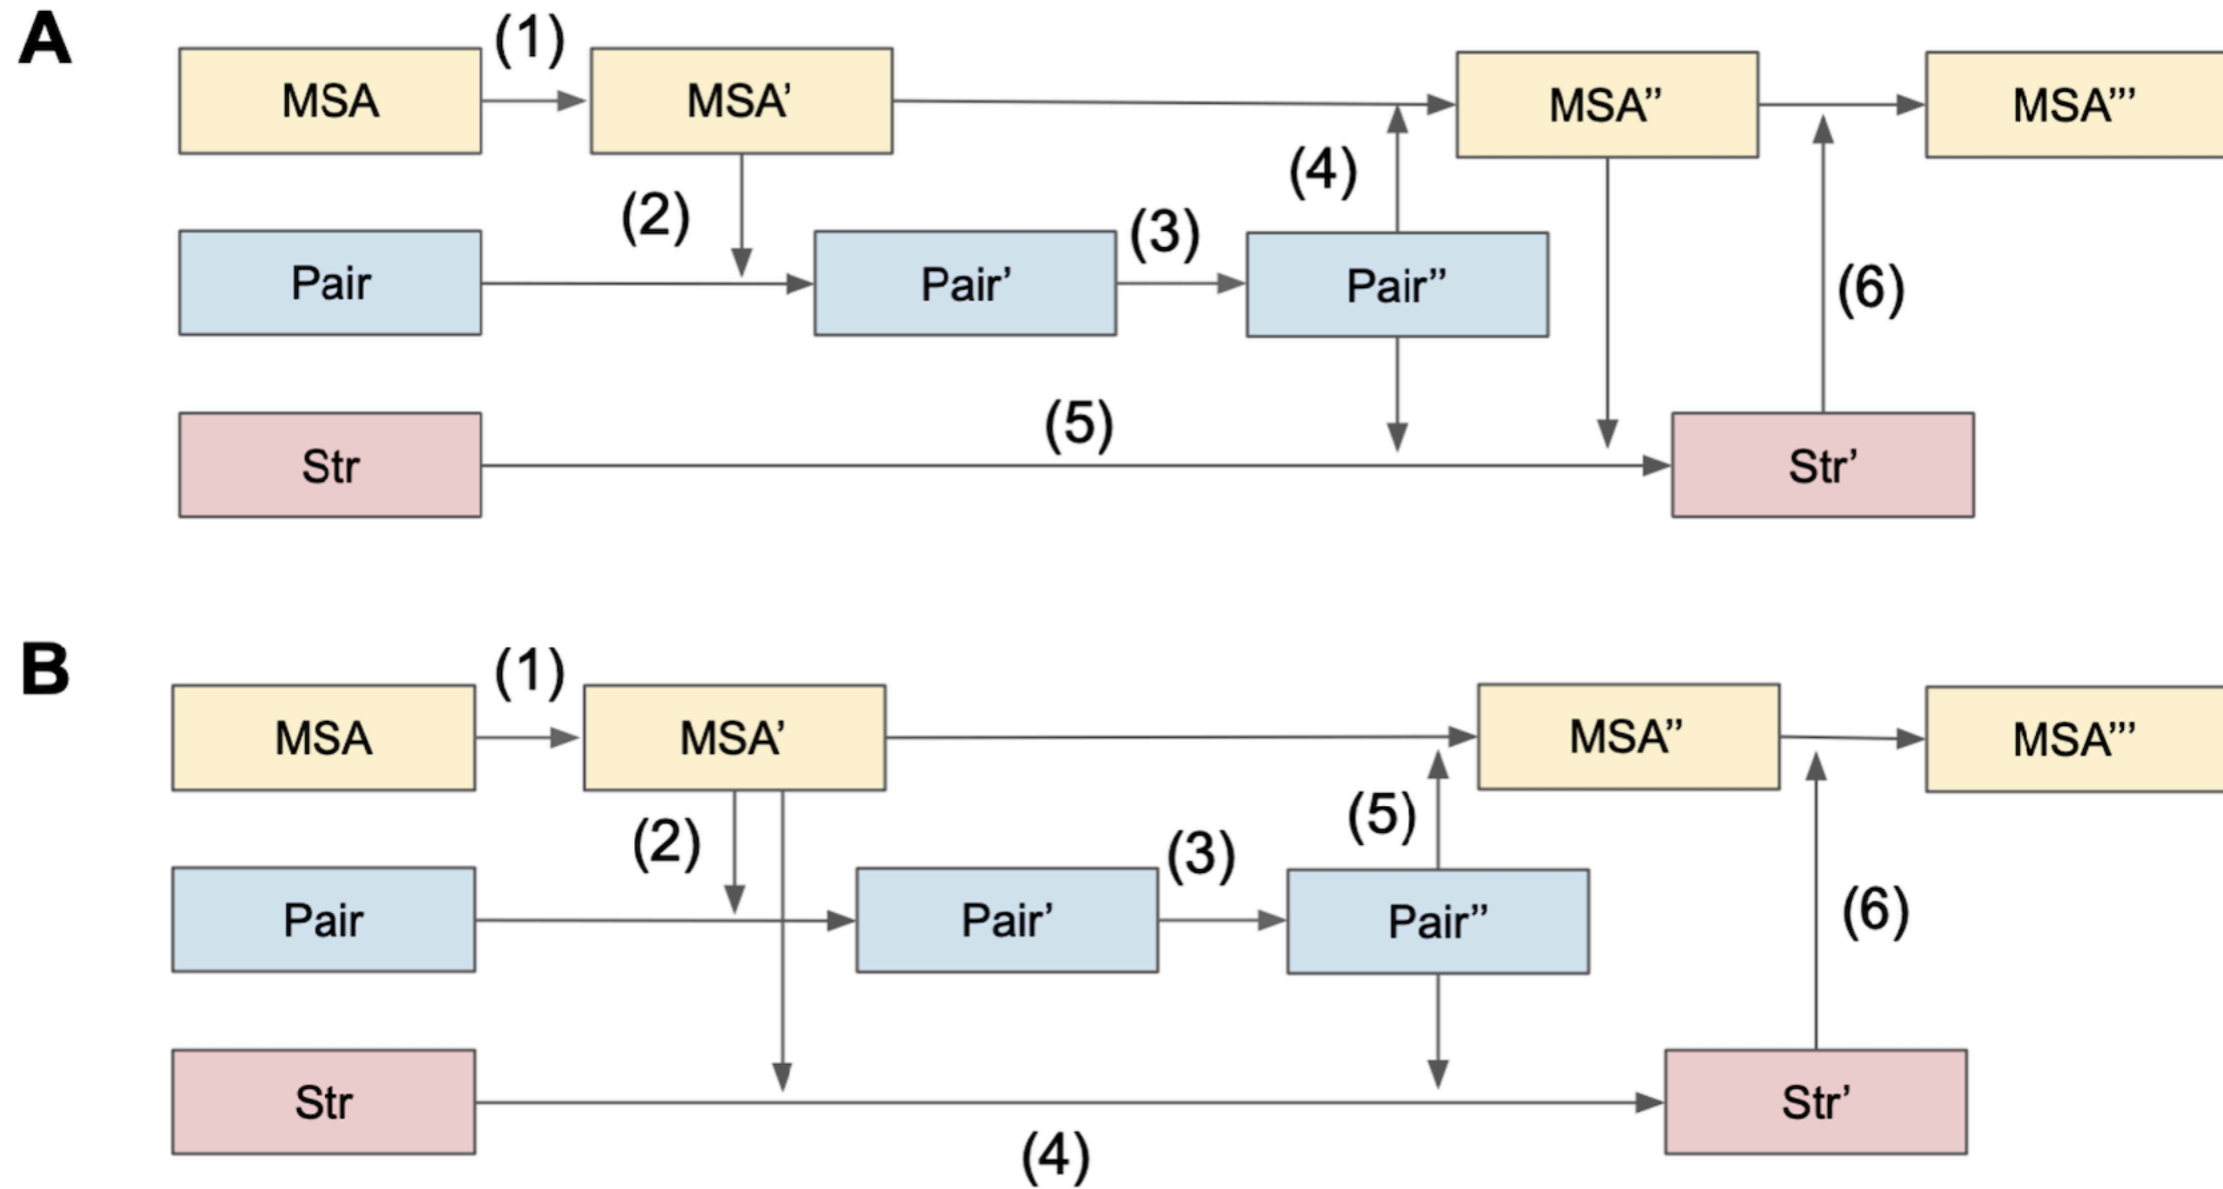 A
(1)
MSA
MSA’
MSA’’
MSA’’’
(4)
(2)
(3)
Pair
Pair’
Pair’’
(6)
(5)
Str
Str’
B
(1)
MSA
MSA’
MSA’’
MSA’’’
(5)
(2)
(3)
Pair
Pair’
Pair’’
(6)
Str
Str’
(4)